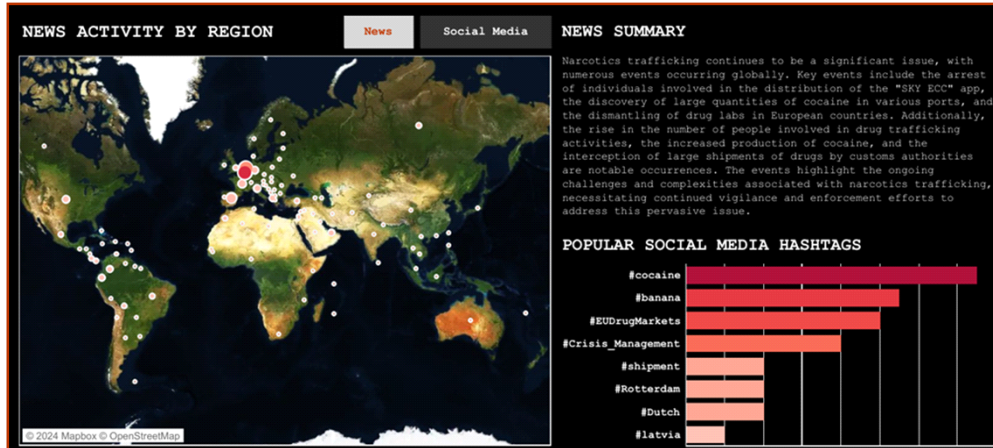 NEWS ACTIVITY BY REGION
News
Social Media
© 2024 Mapbox © OpenStreetMap
NEWS SUMMARY
Narcotics trafficking continues to be a significant issue, with
numerous events occurring globally. Key events include the arrest
of individuals involved in the distribution of the "SKY ECC" app,
the discovery of large quantities of cocaine in various ports, and
the dismantling of drug labs in European countries. Additionally,
the rise in the number of people involved in drug trafficking
activities, the increased production of cocaine, and the
interception of large shipments of drugs by customs authorities
are notable occurrences. The events highlight the ongoing
challenges and complexities associated with narcotics trafficking,
necessitating continued vigilance and enforcement efforts to
address this pervasive issue.
POPULAR SOCIAL MEDIA HASHTAGS
#cocaine
#banana
#EUDrugMarkets
#Crisis_Management
#shipment
#Rotterdam
#Dutch
#latvia